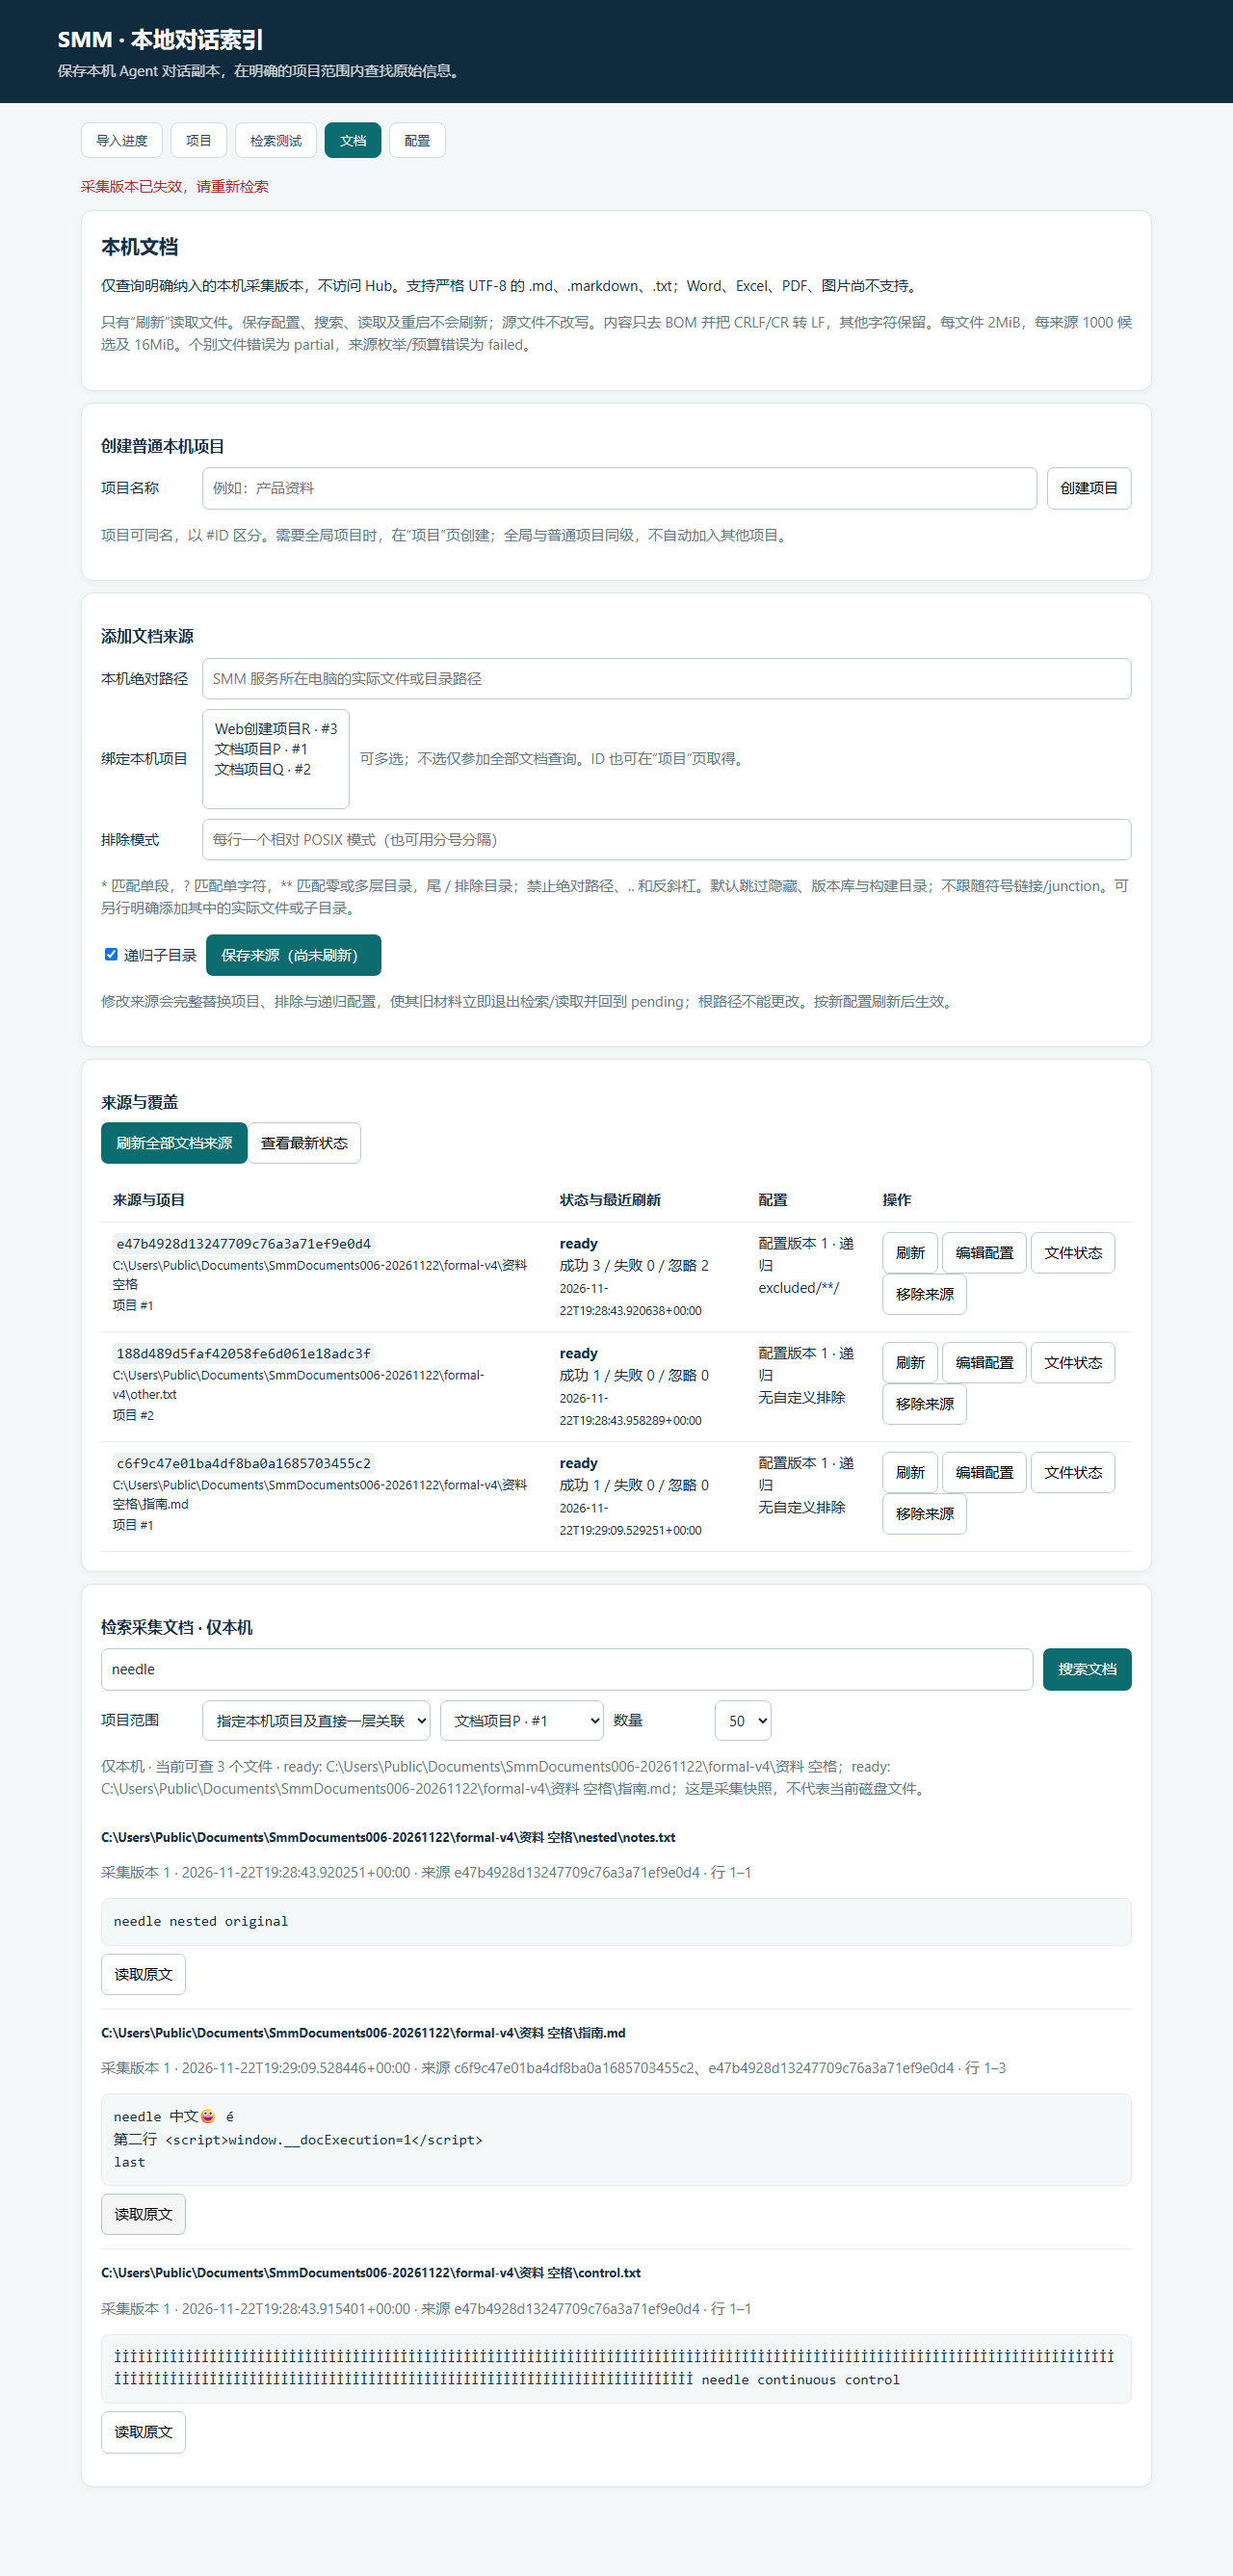 SMM · 本地对话索引
保存本机 Agent 对话副本，在明确的项目范围内查找原始信息。
导入进度 项目 检索测试 文档 配置
采集版本已失效，请重新检索
本机文档
仅查询明确纳入的本机采集版本，不访问 Hub。支持严格 UTF-8 的 .md、.markdown、.txt；Word、Excel、PDF、图片尚不支持。
只有“刷新”读取文件。保存配置、搜索、读取及重启不会刷新；源文件不改写。内容只去 BOM 并把 CRLF/CR 转 LF，其他字符保留。每文件 2MiB，每来源 1000 候
选及 16MiB。个别文件错误为 partial，来源枚举/预算错误为 failed。
创建普通本机项目
项目名称 例如：产品资料 创建项目
项目可同名，以 #ID 区分。需要全局项目时，在“项目”页创建；全局与普通项目同级，不自动加入其他项目。
添加文档来源
本机绝对路径 SMM 服务所在电脑的实际文件或目录路径
Web创建项目R · #3
文档项目P · #1
绑定本机项目 可多选；不选仅参加全部文档查询。ID 也可在“项目”页取得。
文档项目Q · #2
排除模式 每行一个相对 POSIX 模式（也可用分号分隔）
* 匹配单段，? 匹配单字符，** 匹配零或多层目录，尾 / 排除目录；禁止绝对路径、.. 和反斜杠。默认跳过隐藏、版本库与构建目录；不跟随符号链接/junction。可
另行明确添加其中的实际文件或子目录。
递归子目录 保存来源（尚未刷新）
修改来源会完整替换项目、排除与递归配置，使其旧材料立即退出检索/读取并回到 pending；根路径不能更改。按新配置刷新后生效。
来源与覆盖
刷新全部文档来源 查看最新状态
来源与项目 状态与最近刷新 配置 操作
e47b4928d13247709c76a3a71ef9e0d4
C:\Users\Public\Documents\SmmDocuments006-20261122\formal-v4\资料
空格
项目 #1
ready
成功 3 / 失败 0 / 忽略 2
2026-11-
22T19:28:43.920638+00:00
配置版本 1 · 递
归
excluded/**/
刷新 编辑配置 文件状态
移除来源
188d489d5faf42058fe6d061e18adc3f
C:\Users\Public\Documents\SmmDocuments006-20261122\formal-
v4\other.txt
项目 #2
ready
成功 1 / 失败 0 / 忽略 0
2026-11-
22T19:28:43.958289+00:00
配置版本 1 · 递
归
无自定义排除
刷新 编辑配置 文件状态
移除来源
c6f9c47e01ba4df8ba0a1685703455c2
C:\Users\Public\Documents\SmmDocuments006-20261122\formal-v4\资料
空格\指南.md
项目 #1
ready
成功 1 / 失败 0 / 忽略 0
2026-11-
22T19:29:09.529251+00:00
配置版本 1 · 递
归
无自定义排除
刷新 编辑配置 文件状态
移除来源
检索采集文档 · 仅本机
needle 搜索文档
项目范围 指定本机项目及直接一层关联 文档项目P · #1 数量 50
仅本机 · 当前可查 3 个文件 · ready: C:\Users\Public\Documents\SmmDocuments006-20261122\formal-v4\资料 空格；ready:
C:\Users\Public\Documents\SmmDocuments006-20261122\formal-v4\资料 空格\指南.md；这是采集快照，不代表当前磁盘文件。
C:\Users\Public\Documents\SmmDocuments006-20261122\formal-v4\资料 空格\nested\notes.txt
采集版本 1 · 2026-11-22T19:28:43.920251+00:00 · 来源 e47b4928d13247709c76a3a71ef9e0d4 · 行 1–1
needle nested original
读取原文
C:\Users\Public\Documents\SmmDocuments006-20261122\formal-v4\资料 空格\指南.md
采集版本 1 · 2026-11-22T19:29:09.528446+00:00 · 来源 c6f9c47e01ba4df8ba0a1685703455c2、e47b4928d13247709c76a3a71ef9e0d4 · 行 1–3
needle 中文😀 é
第二行 <script>window.__docExecution=1</script>
last
读取原文
C:\Users\Public\Documents\SmmDocuments006-20261122\formal-v4\资料 空格\control.txt
采集版本 1 · 2026-11-22T19:28:43.915401+00:00 · 来源 e47b4928d13247709c76a3a71ef9e0d4 · 行 1–1
needle continuous control
读取原文